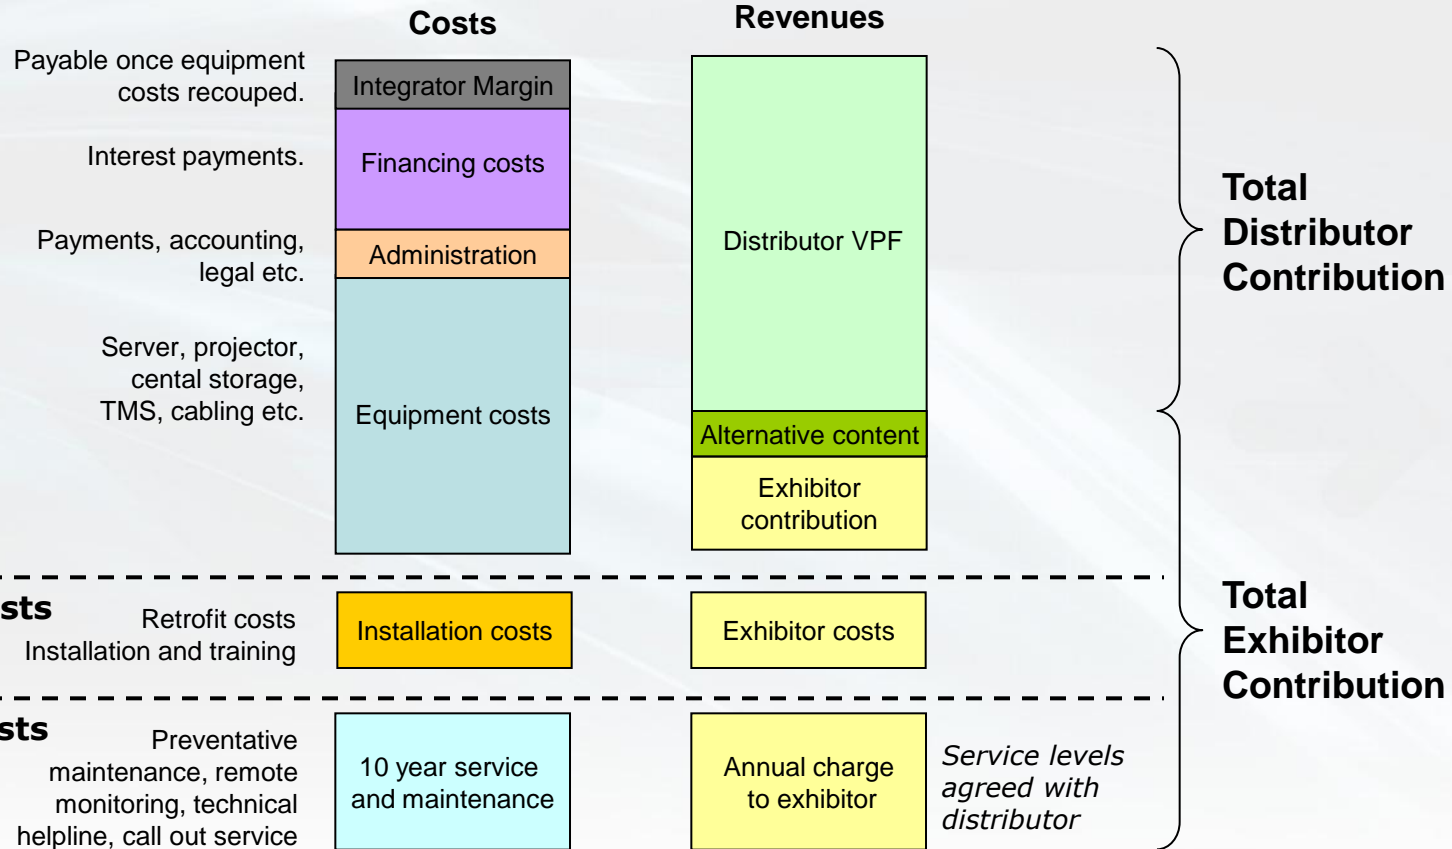 Costs
Revenues
Payable once equipment
costs recouped.
Integrator Margin
Interest payments.
Financing costs
Payments, accounting,
legal etc.
Administration
Server, projector,
cental storage,
TMS, cabling etc.
Equipment costs
Distributor VPF
Alternative content
Exhibitor
contribution
Total
Distributor
Contribution
sts
Retrofit costs
Installation and training
Installation costs
Exhibitor costs
Total
Exhibitor
Contribution
sts
Preventative
maintenance, remote
monitoring, technical
helpline, call out service
10 year service
and maintenance
Annual charge
to exhibitor
Service levels
agreed with
distributor